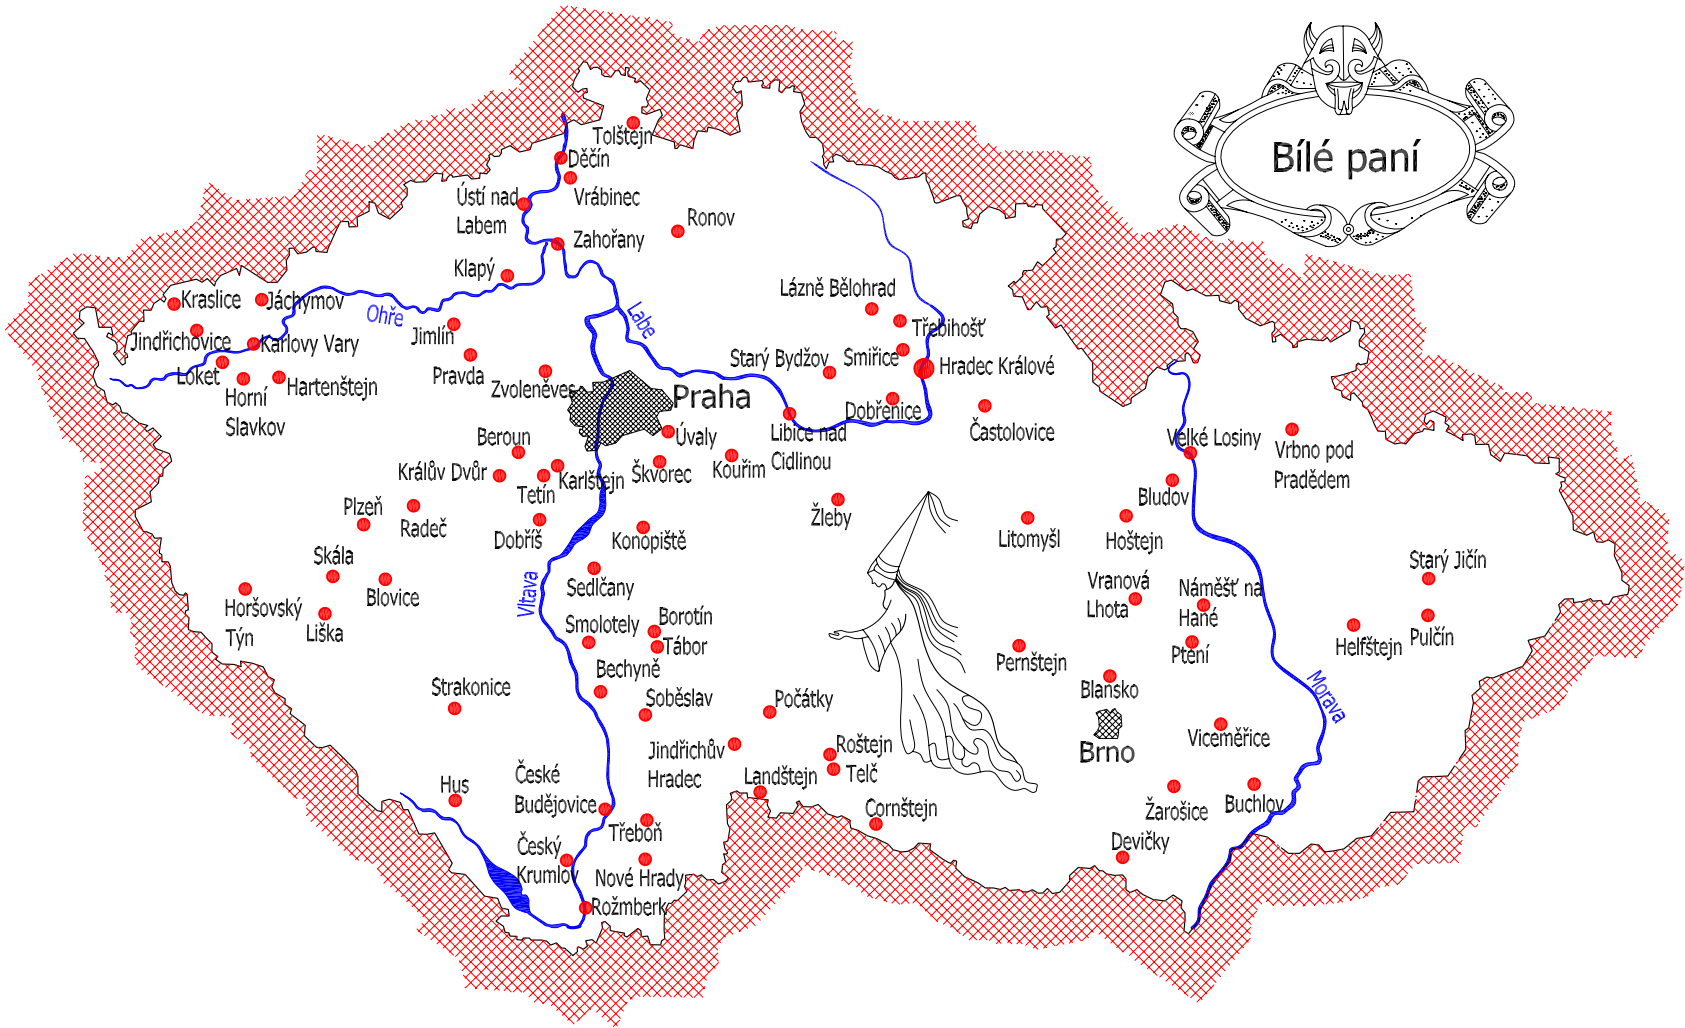 Bílé paní
Tolštejn
Děčín
Vrábinec
Ústí nad
Labem
Ronov
Zahořany
Klapý
Kraslice
Jáchymov
Lázně Bělohrad
Ohře
Labe
Jindřichovice
Karlovy Vary
Jimlín
Třebihošť
Starý Bydžov
Smiřice
Hradec Králové
Loket
Horní
Slavkov
Hartenštejn
Pravda
Zvoleněves
Praha
Dobřenice
Častolovice
Úvaly
Libice nad
Cidlinou
Velké Losiny
Vrbno pod
Pradědem
Beroun
Králův Dvůr
Tetín
Karlštejn
Škvorec
Kouřim
Bludov
Plzeň
Radeč
Dobříš
Konopiště
Žleby
Litomyšl
Hoštejn
Skála
Blovice
Sedlčany
Vltava
Vranová
Lhota
Náměšť na
Hané
Starý Jičín
Horšovský
Týn
Liška
Smolotely
Borotín
Tábor
Pernštejn
Ptení
Helfštejn
Pulčín
Bechyně
Strakonice
Soběslav
Počátky
Blansko
Morava
Jindřichův
Hradec
Roštejn
Telč
Brno
Viceměřice
Hus
České
Budějovice
Landštejn
Cornštejn
Žarošice
Buchlov
Třeboň
Český
Krumlov
Nové Hrady
Devičky
Rožmberk